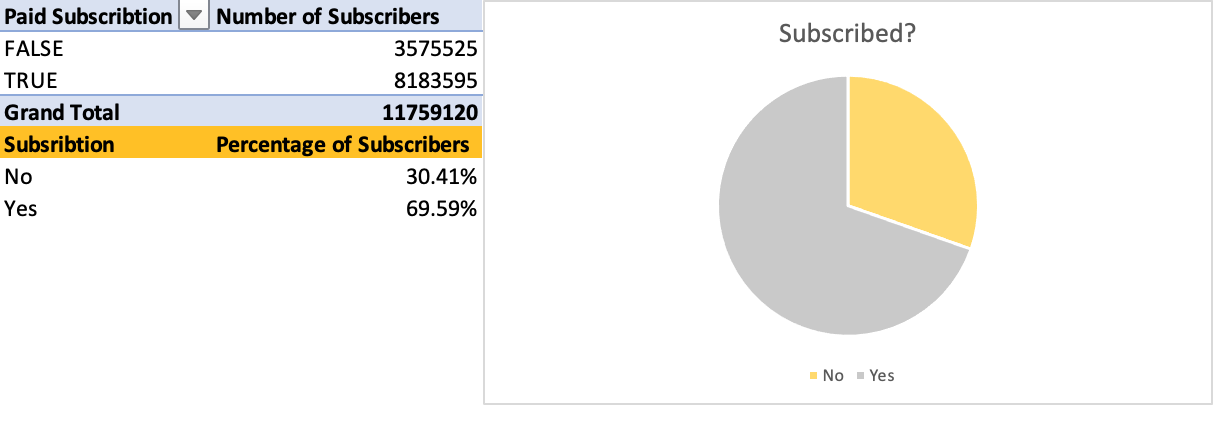 Paid Subscribtion Number of Subscribers
FALSE 3575525
TRUE 8183595
Grand Total 11759120
Subsribtion Percentage of Subscribers
No 30.41%
Yes 69.59%
Subscribed?
No Yes